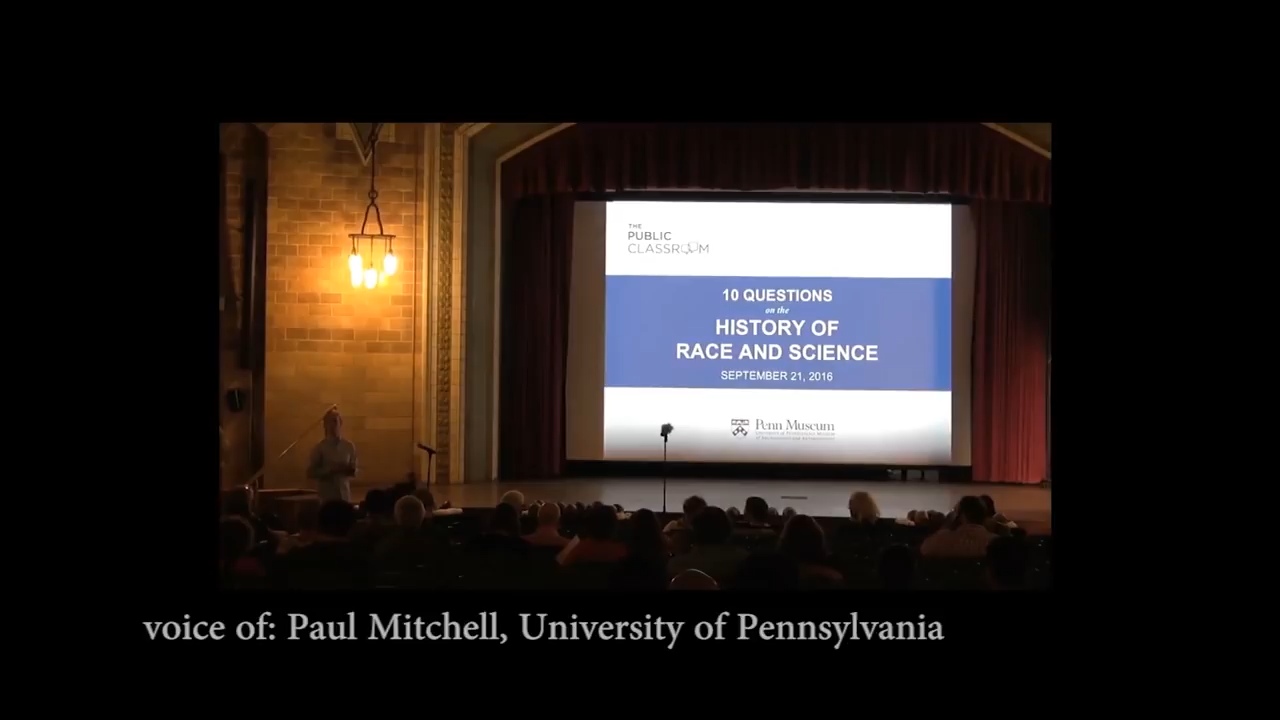 THE
PUBLIC
CLASSROOM
10 QUESTIONS
on the
HISTORY OF
RACE AND SCIENCE
SEPTEMBER 21, 2016
Penn Museum
voice of: Paul Mitchell, University of Pennsylvania